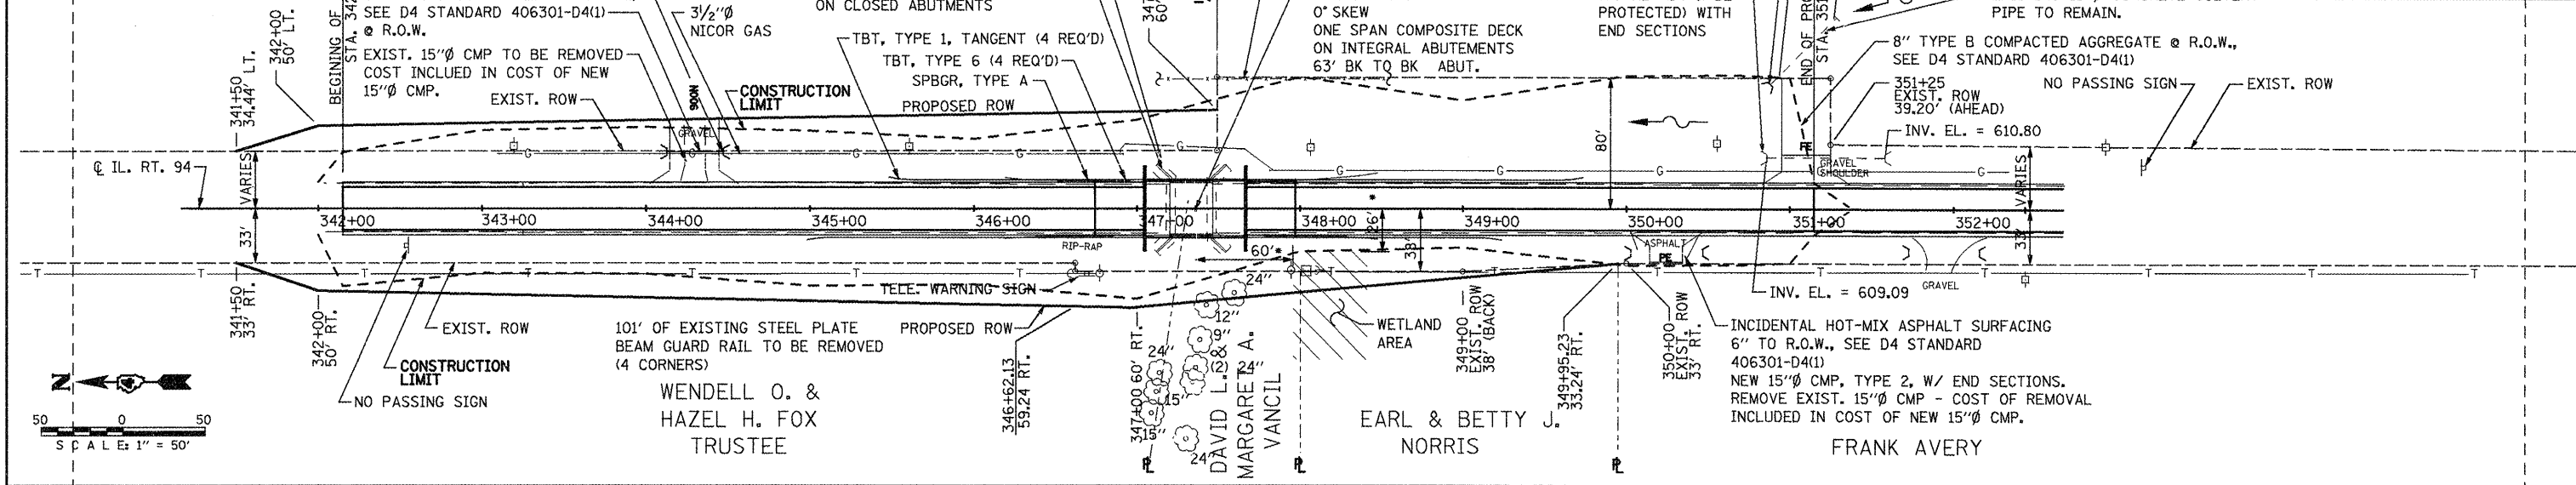 SEE D4 STANDARD 406301-D4(1)
@ R.O.W.
EXIST. 15"Ø CMP TO BE REMOVED
COST INCLUED IN COST OF NEW
15"Ø CMP.
3½"Ø
NICOR GAS
ON CLOSED ABUTMENTS
TBT, TYPE 1, TANGENT (4 REQ'D)
TBT, TYPE 6 (4 REQ'D)
SPBGR, TYPE A
0° SKEW
ONE SPAN COMPOSITE DECK
ON INTEGRAL ABUTEMENTS
63' BK TO BK ABUT.
PROTECTED) WITH
END SECTIONS
PIPE TO REMAIN.
8" TYPE B COMPACTED AGGREGATE @ R.O.W.,
SEE D4 STANDARD 406301-D4(1)
351+25
EXIST. ROW
39.20' (AHEAD)
NO PASSING SIGN
EXIST. ROW
INV. EL. = 610.80
341+50
34.44' LT.
342+00
50' LT.
BEGINING OF
STA. 342
EXIST. ROW
900N
CONSTRUCTION
LIMIT
PROPOSED ROW
GRAVEL
60'
END OF PRO
STA. 351
80'
PE
GRAVEL
SHOULDER
G G G G G G G G G
℄ IL. RT. 94
VARIES
33'
VARIES
33'
342+00 343+00 344+00 345+00 346+00 347+00 348+00 349+00 350+00 351+00 352+00
RIP-RAP
60'*
26' *
38'
ASPHALT
PE
GRAVEL
T T T T T T T T T T T T T
TELE. WARNING SIGN
341+50
33' RT.
342+00
50' RT.
EXIST. ROW
CONSTRUCTION
LIMIT
NO PASSING SIGN
101' OF EXISTING STEEL PLATE
BEAM GUARD RAIL TO BE REMOVED
(4 CORNERS)
WENDELL O. &
HAZEL H. FOX
TRUSTEE
PROPOSED ROW
346+62.13
59.24 RT.
347+00 60' RT.
24"
12"
9"
(2) 24"
24"
15"
15"
24"
DAVID L. &
MARGARET A.
VANCIL
WETLAND
AREA
349+00
EXIST. ROW
38' (BACK)
EARL & BETTY J.
NORRIS
349+95.23
33.24' RT.
350+00
EXIST. ROW
33' RT.
INV. EL. = 609.09
INCIDENTAL HOT-MIX ASPHALT SURFACING
6" TO R.O.W., SEE D4 STANDARD
406301-D4(1)
NEW 15"Ø CMP, TYPE 2, W/ END SECTIONS.
REMOVE EXIST. 15"Ø CMP - COST OF REMOVAL
INCLUDED IN COST OF NEW 15"Ø CMP.
FRANK AVERY
N
50 0 50
SCALE: 1" = 50'
PL PL PL